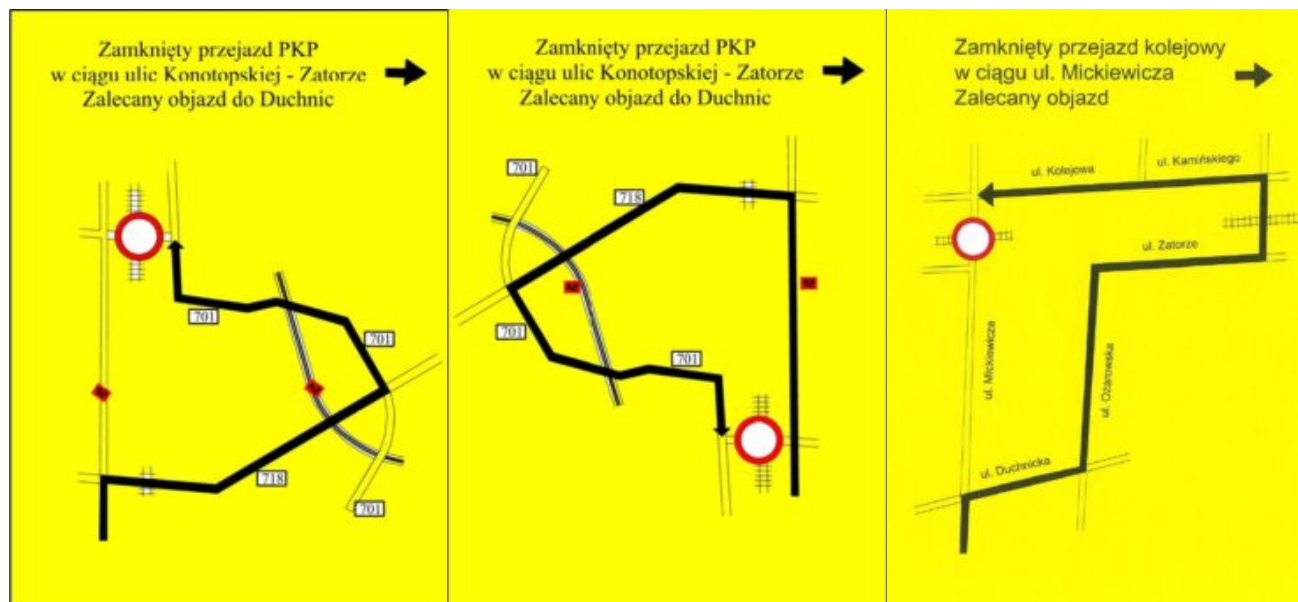 Zamknięty przejazd PKP
w ciągu ulic Konotopskiej - Zatorze
Zalecany objazd do Duchnic
701
701
718
701
Zamknięty przejazd PKP
w ciągu ulic Konotopskiej - Zatorze
Zalecany objazd do Duchnic
701
718
701
701
Zamknięty przejazd kolejowy
w ciągu ul. Mickiewicza
Zalecany objazd
ul. Kolejowa
ul. Kamińskiego
ul. Zatorze
ul. Mickiewicza
ul. Ożarowska
ul. Duchnicka